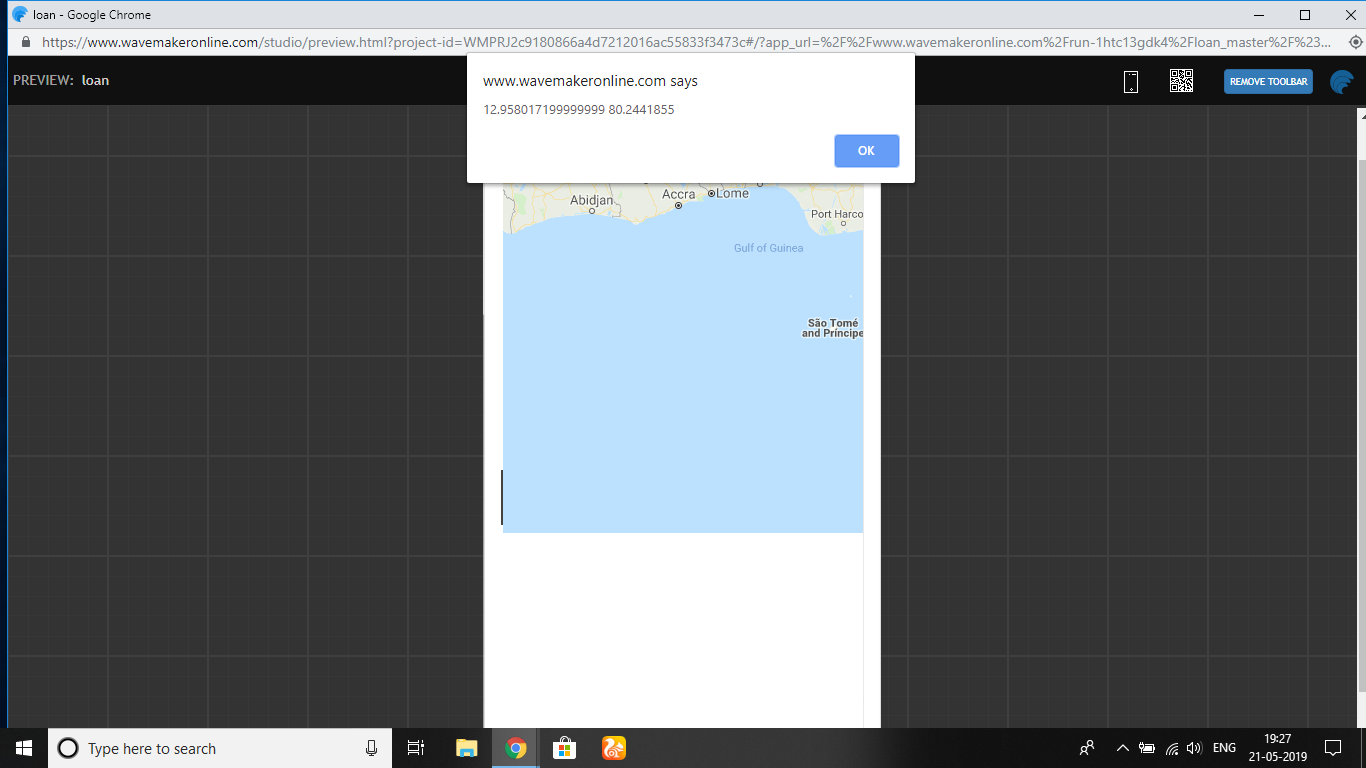 loan - Google Chrome
https://www.wavemakeronline.com/studio/preview.html?project-id=WMPRJ2c9180866a4d7212016ac55833f3473c#/?app_url=%2F%2Fwww.wavemakeronline.com%2Frun-1htc13gdk4%2Floan_master%2F%23...
PREVIEW: loan
REMOVE TOOLBAR
www.wavemakeronline.com says
12.958017199999999 80.2441855
OK
Abidjan
Accra
Lome
Port Harco
Gulf of Guinea
São Tomé
and Príncipe
Type here to search
ENG
19:27
21-05-2019